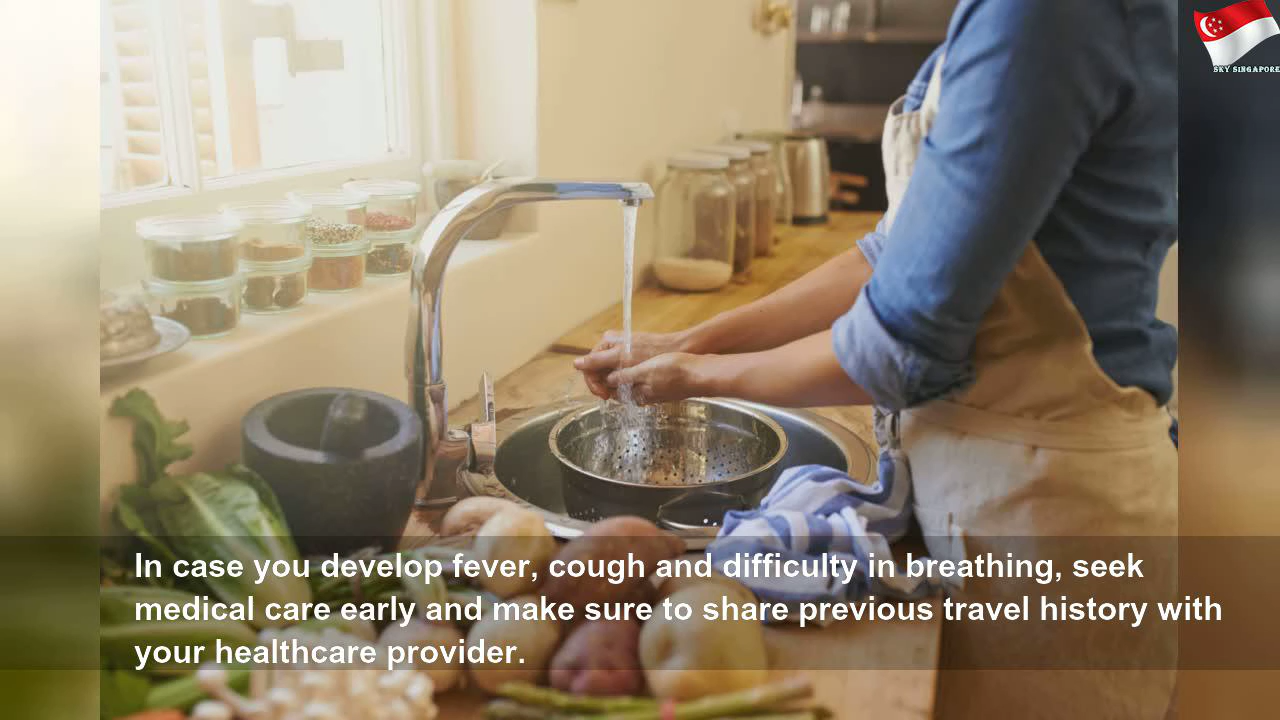 SKY SINGAPORE
In case you develop fever, cough and difficulty in breathing, seek
medical care early and make sure to share previous travel history with
your healthcare provider.